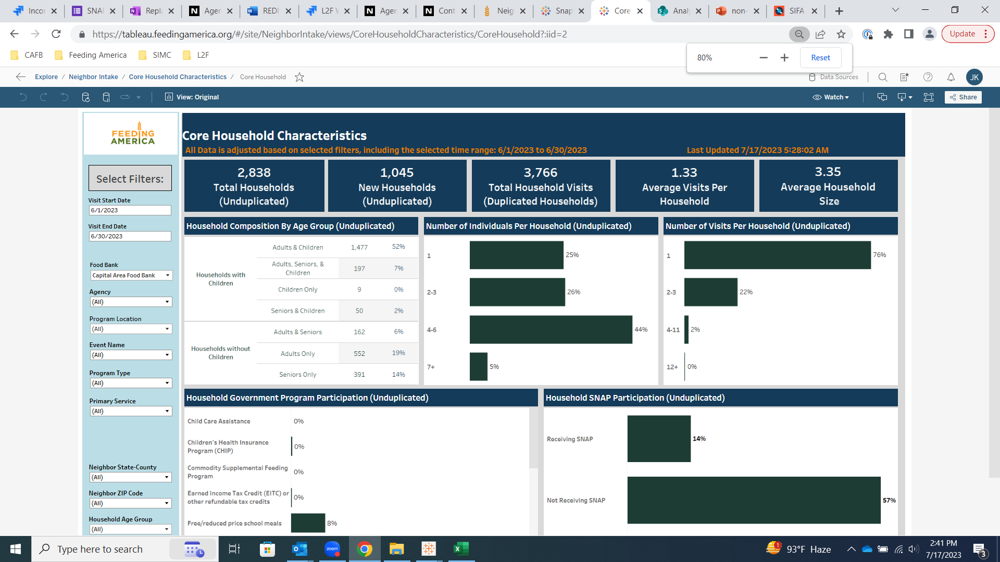 Incor
SNAI
Repla
Agen
REDI
L2F W
Agen
Cont
Neig
Snap
Core
Analy
non-
SIFA
https://tableau.feedingamerica.org/#/site/NeighborIntake/views/CoreHouseholdCharacteristics/CoreHousehold?:iid=2
Update
CAFB
Feeding America
SIMC
L2F
80%
Reset
Explore / Neighbor Intake / Core Household Characteristics / Core Household
Data Sources
JK
View: Original
Watch
Share
FEEDING
AMERICA
Core Household Characteristics
All Data is adjusted based on selected filters, including the selected time range: 6/1/2023 to 6/30/2023
Last Updated 7/17/2023 5:28:02 AM
Select Filters:
Visit Start Date
6/1/2023
Visit End Date
6/30/2023
Food Bank
Capital Area Food Bank
Agency
(All)
Program Location
(All)
Event Name
(All)
Program Type
(All)
Primary Service
(All)
Neighbor State-County
(All)
Neighbor ZIP Code
(All)
Household Age Group
(All)
2,838
Total Households
(Unduplicated)
1,045
New Households
(Unduplicated)
3,766
Total Household Visits
(Duplicated Households)
1.33
Average Visits Per
Household
3.35
Average Household
Size
Household Composition By Age Group (Unduplicated)
Households with
Children
Adults & Children 1,477 52%
Adults, Seniors, &
Children 197 7%
Children Only 9 0%
Seniors & Children 50 2%
Households without
Children
Adults & Seniors 162 6%
Adults Only 552 19%
Seniors Only 391 14%
Number of Individuals Per Household (Unduplicated)
1 25%
2-3 26%
4-6 44%
7+ 5%
Number of Visits Per Household (Unduplicated)
1 76%
2-3 22%
4-11 2%
12+ 0%
Household Government Program Participation (Unduplicated)
Child Care Assistance 0%
Children's Health Insurance
Program (CHIP) 0%
Commodity Supplemental Feeding
Program 0%
Earned Income Tax Credit (EITC) or
other refundable tax credits 0%
Free/reduced price school meals 8%
Household SNAP Participation (Unduplicated)
Receiving SNAP 14%
Not Receiving SNAP 57%
Type here to search
zoom
1
93°F Haze
2:41 PM
7/17/2023
3